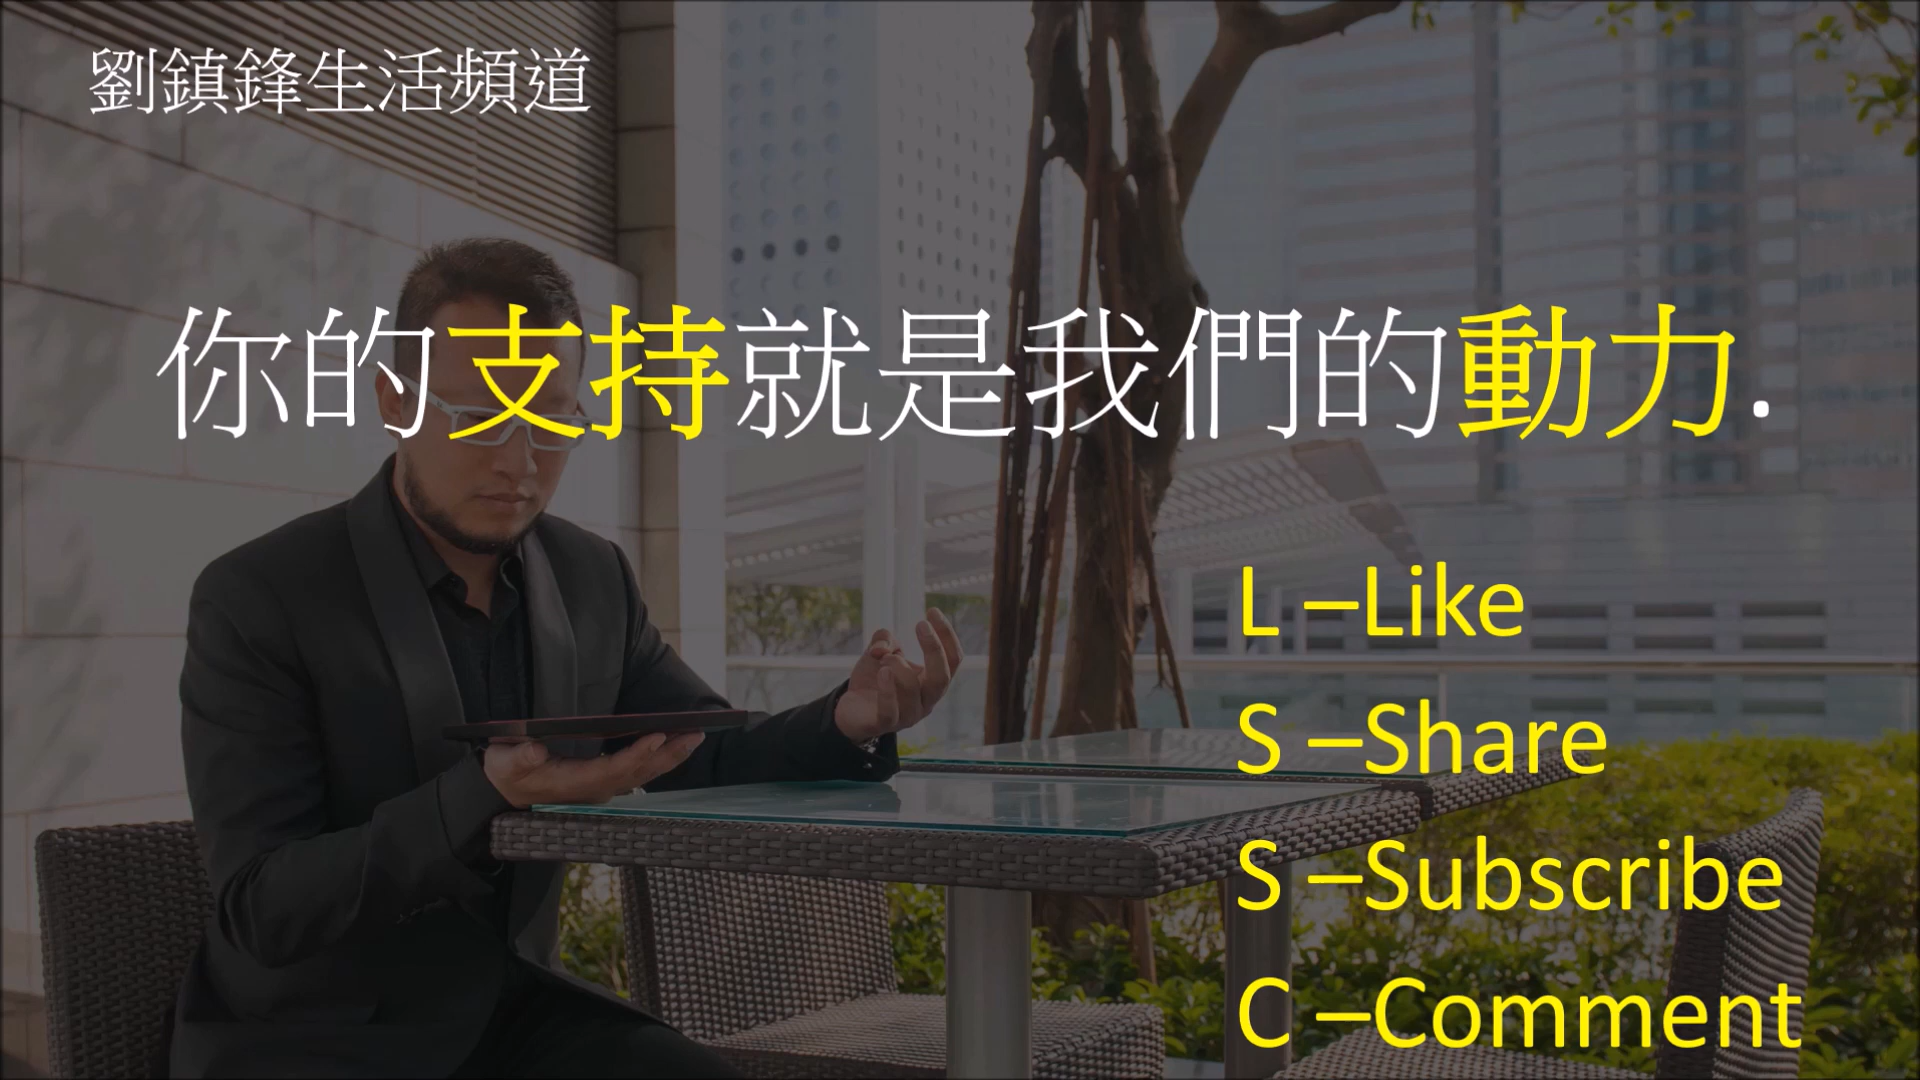 劉鎮鋒生活頻道
你的支持就是我們的動力.
L –Like
S –Share
S –Subscribe
C –Comment